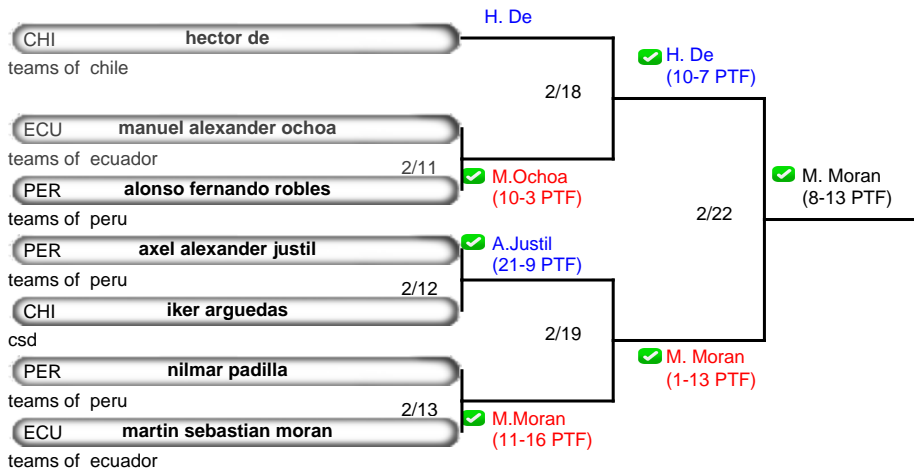 H. De
CHI hector de
teams of chile
H. De
(10-7 PTF)
2/18
ECU manuel alexander ochoa
teams of ecuador
2/11
PER alonso fernando robles
teams of peru
M.Ochoa
(10-3 PTF)
M. Moran
(8-13 PTF)
2/22
PER axel alexander justil
teams of peru
A.Justil
(21-9 PTF)
2/12
CHI iker arguedas
csd
2/19
M. Moran
(1-13 PTF)
PER nilmar padilla
teams of peru
2/13
ECU martin sebastian moran
teams of ecuador
M.Moran
(11-16 PTF)